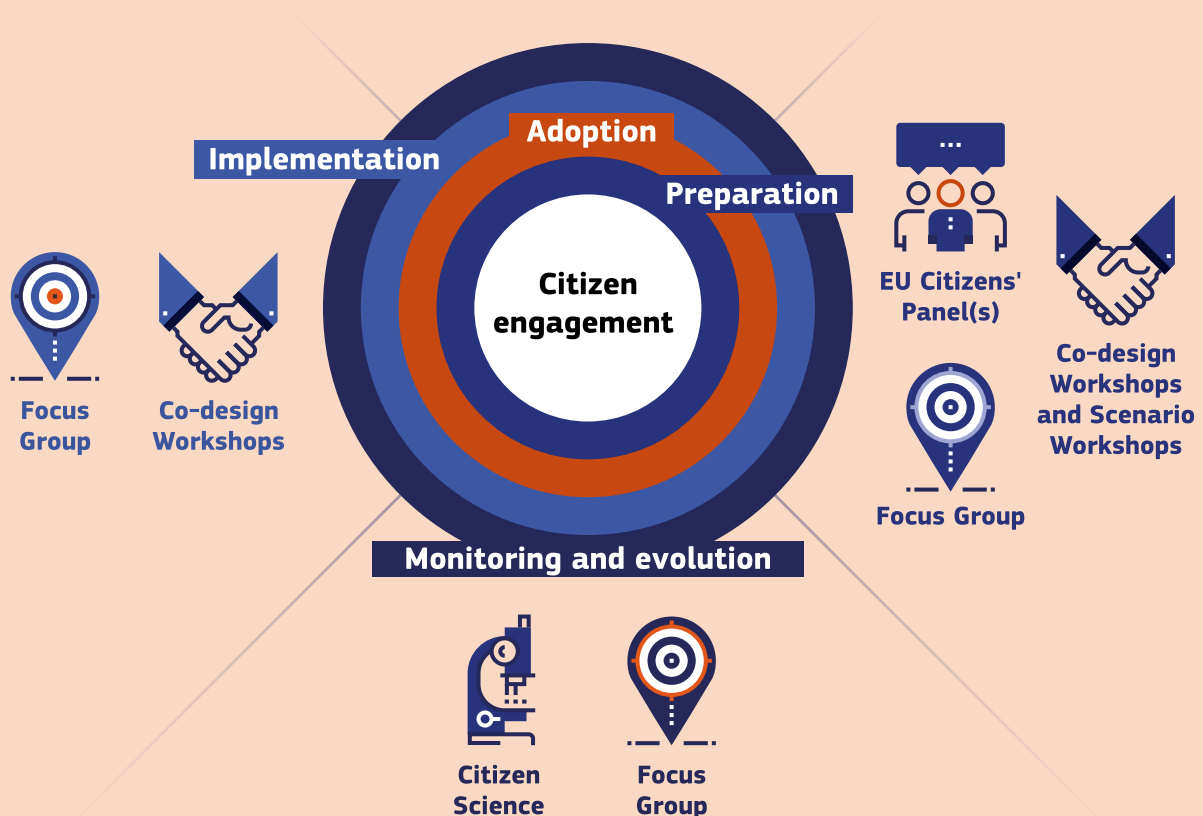 Adoption
Implementation
Preparation
Citizen
engagement
...
EU Citizens'
Panel(s)
Co-design
Workshops
and Scenario
Workshops
Focus Group
Focus
Group
Co-design
Workshops
Monitoring and evolution
Citizen
Science
Focus
Group